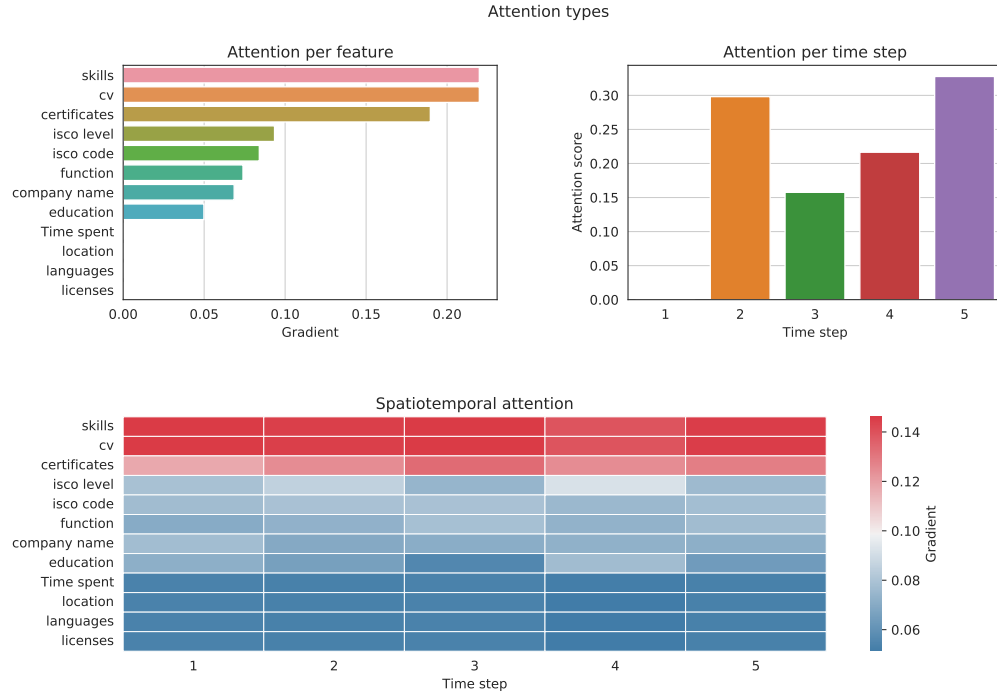 Attention types
Attention per feature
skills
cv
certificates
isco level
isco code
function
company name
education
Time spent
location
languages
licenses
0.00 0.05 0.10 0.15 0.20
Gradient
Attention per time step
Attention score
0.30
0.25
0.20
0.15
0.10
0.05
0.00
1 2 3 4 5
Time step
Spatiotemporal attention
skills
cv
certificates
isco level
isco code
function
company name
education
Time spent
location
languages
licenses
1 2 3 4 5
Time step
0.14
0.12
0.10
0.08
0.06
Gradient